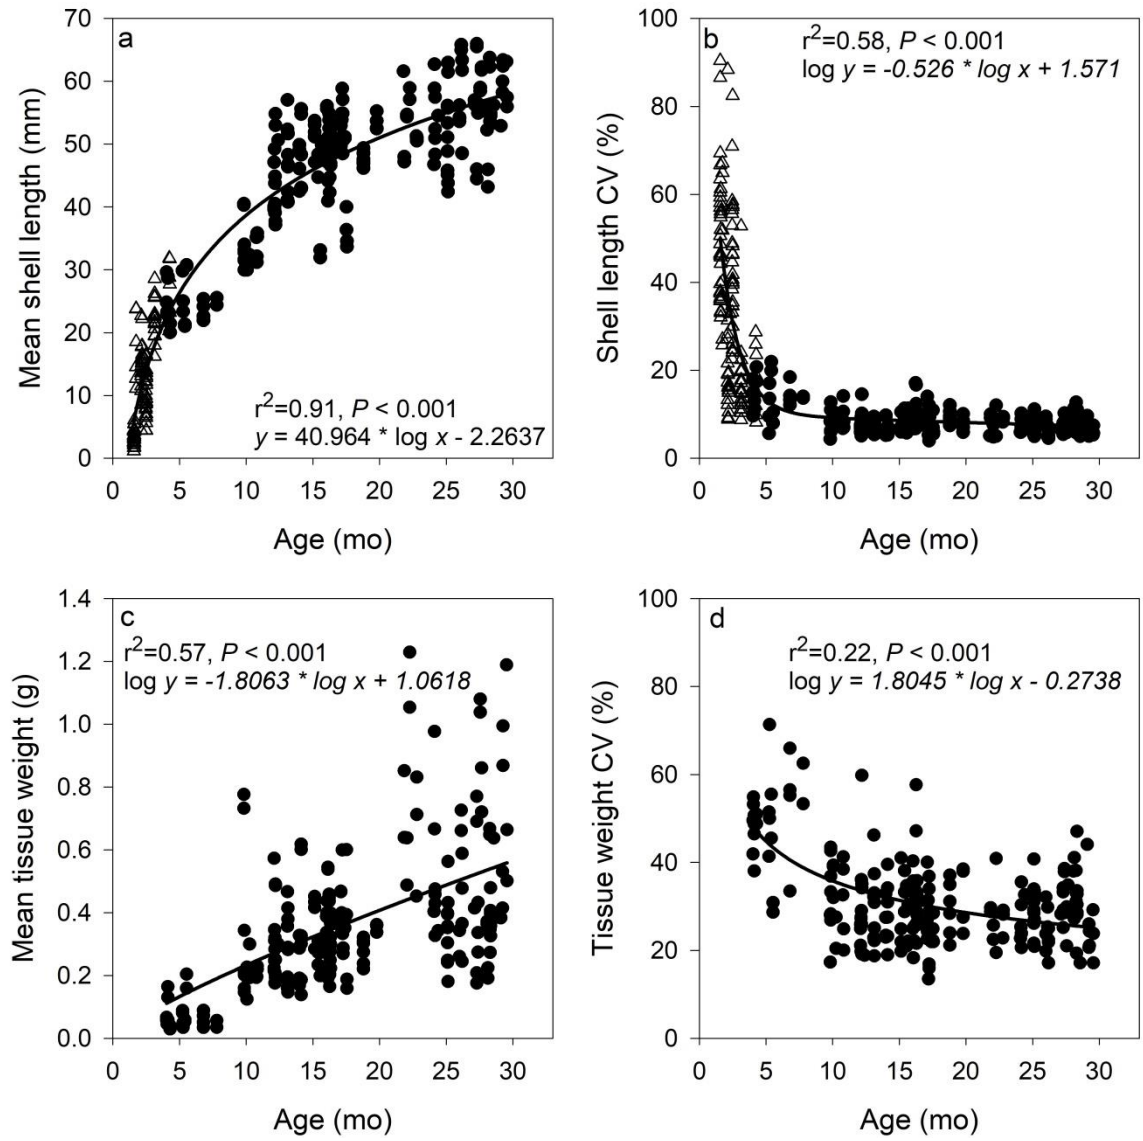 a
r²=0.91, P < 0.001
y = 40.964 * log x - 2.2637
Mean shell length (mm)
70
60
50
40
30
20
10
0
0 5 10 15 20 25 30
Age (mo)
b
r²=0.58, P < 0.001
log y = -0.526 * log x + 1.571
Shell length CV (%)
100
80
60
40
20
0
0 5 10 15 20 25 30
Age (mo)
c
r²=0.57, P < 0.001
log y = -1.8063 * log x + 1.0618
Mean tissue weight (g)
1.4
1.2
1.0
0.8
0.6
0.4
0.2
0.0
0 5 10 15 20 25 30
Age (mo)
d
r²=0.22, P < 0.001
log y = 1.8045 * log x - 0.2738
Tissue weight CV (%)
100
80
60
40
20
0
0 5 10 15 20 25 30
Age (mo)